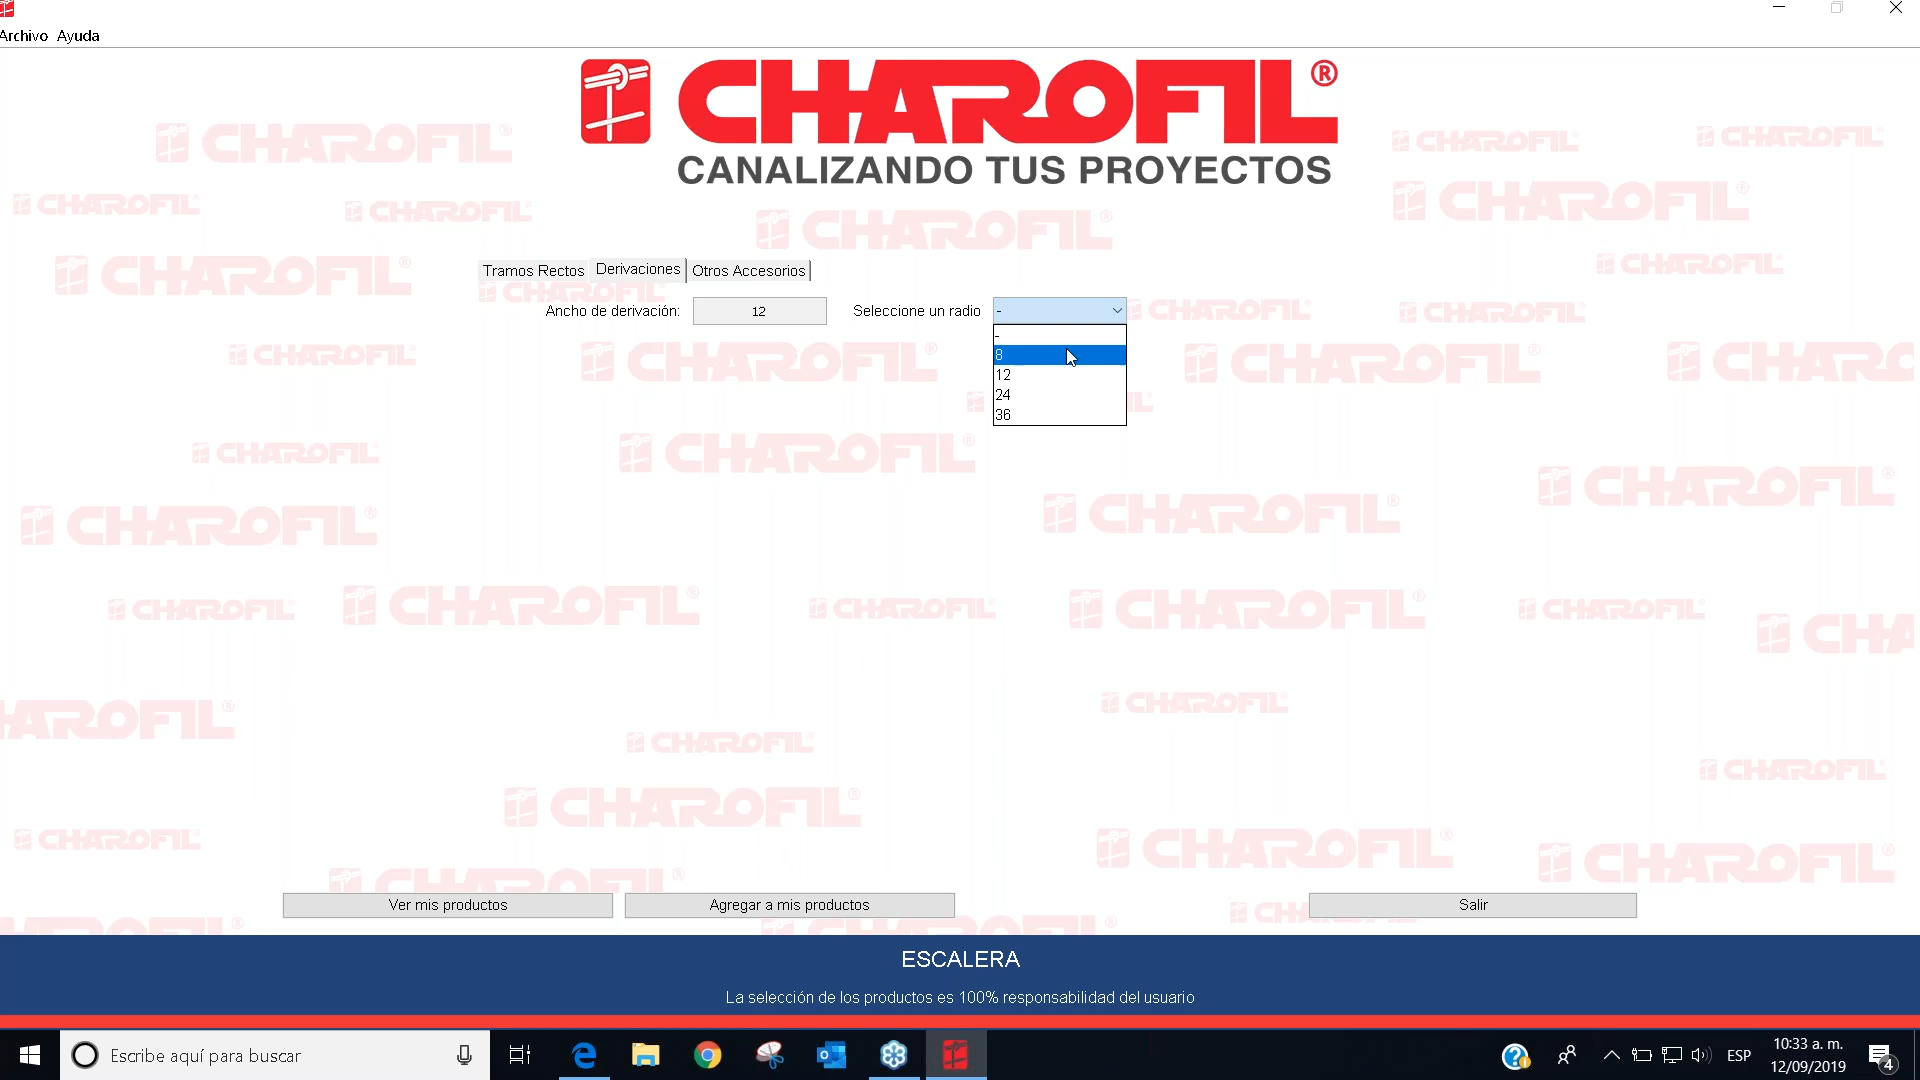 Archivo Ayuda
CHAROFIL®
CANALIZANDO TUS PROYECTOS
Tramos Rectos Derivaciones Otros Accesorios
Ancho de derivación: 12 Seleccione un radio -
-
8
12
24
36
Ver mis productos Agregar a mis productos Salir
ESCALERA
La selección de los productos es 100% responsabilidad del usuario
Escribe aquí para buscar ESP 10:33 a. m.
12/09/2019 4